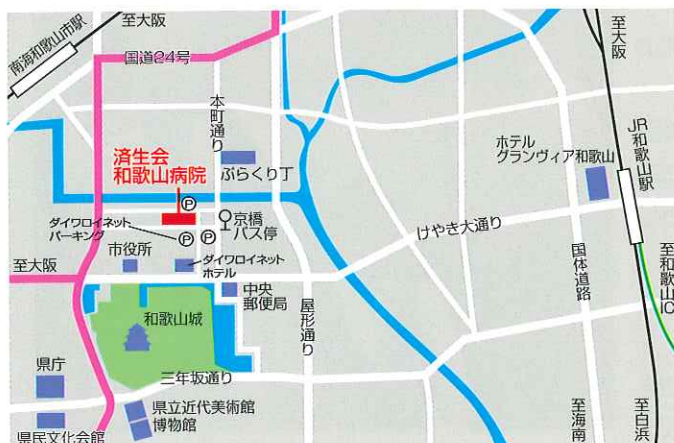 至大阪
南海和歌山市駅
国道24号
本町通り
済生会
和歌山病院
ぶらくり丁
ホテル
グランヴィア和歌山
至大阪
JR和歌山駅
P
京橋
バス停
ダイワロイネット
パーキング
P
P
けやき大通り
市役所
ダイワロイネット
ホテル
至大阪
中央
郵便局
和歌山城
屋形通り
国体道路
至和歌山IC
県庁
三年坂通り
県立近代美術館
博物館
県民文化会館
至海南
至白浜